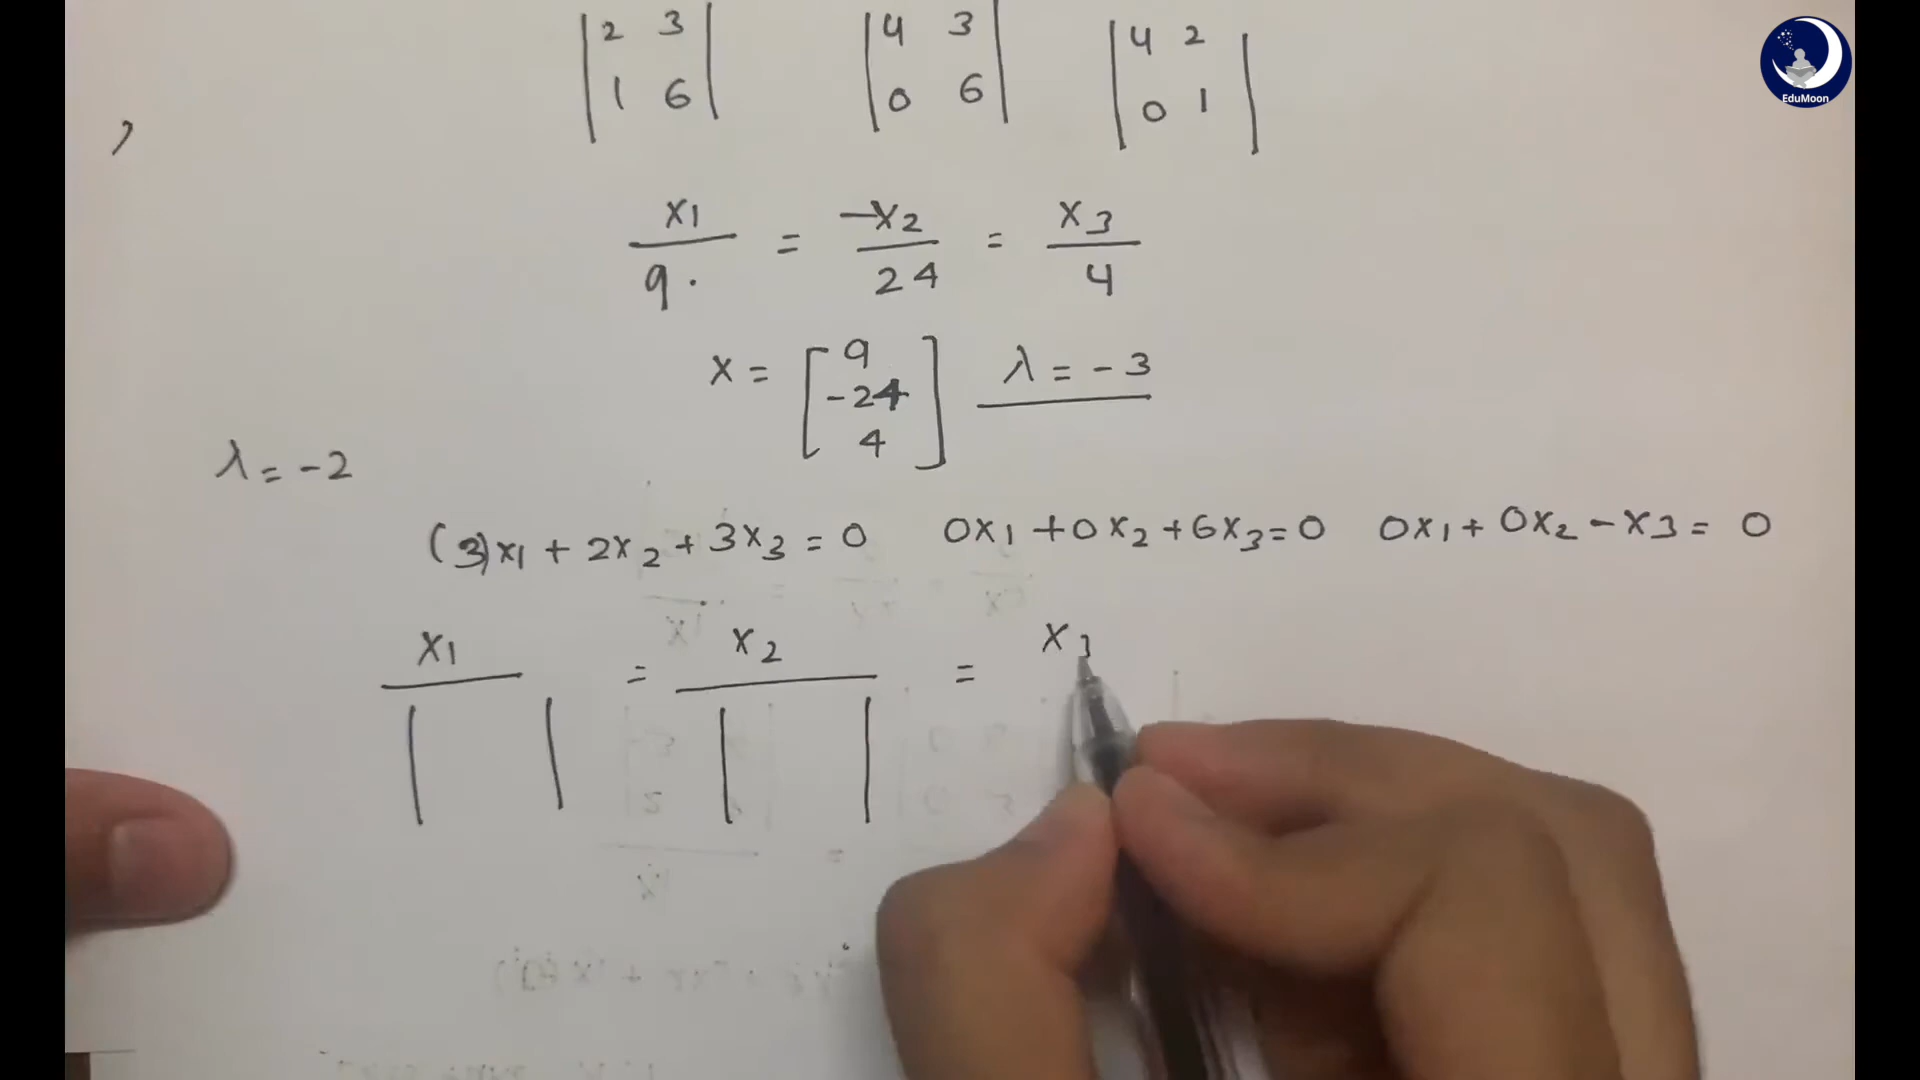 | 2 3 | | 4 3 | | 4 2 |
| 1 6 | | 0 6 | | 0 1 |
EduMoon
,
x1 = -x2 = x3
9. 24 4
x = [ 9 ] λ = -3
-24
4
λ = -2
(3)x1 + 2x2 + 3x3 = 0 0x1 + 0x2 + 6x3 = 0 0x1 + 0x2 - x3 = 0
x1 = x2 = x3